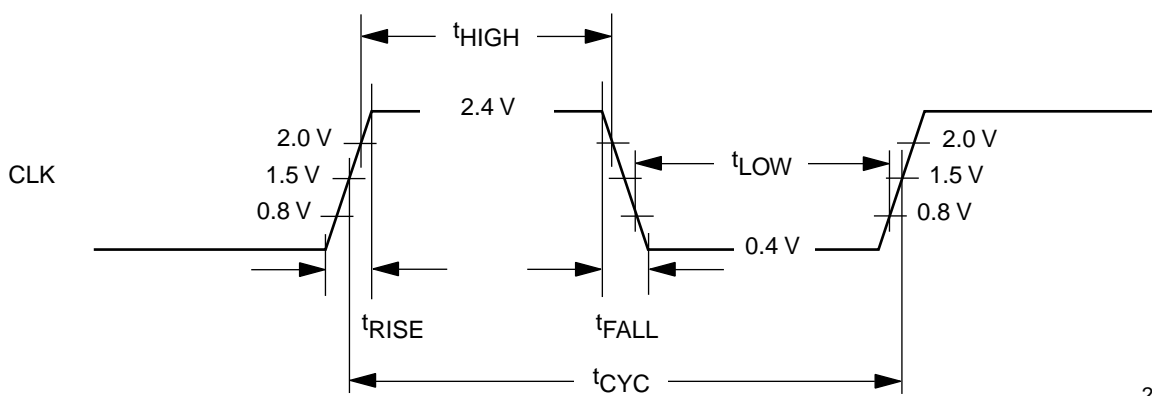 tHIGH
2.4 V
2.0 V
2.0 V
tLOW
CLK
1.5 V
1.5 V
0.8 V
0.8 V
0.4 V
tRISE
tFALL
tCYC
2